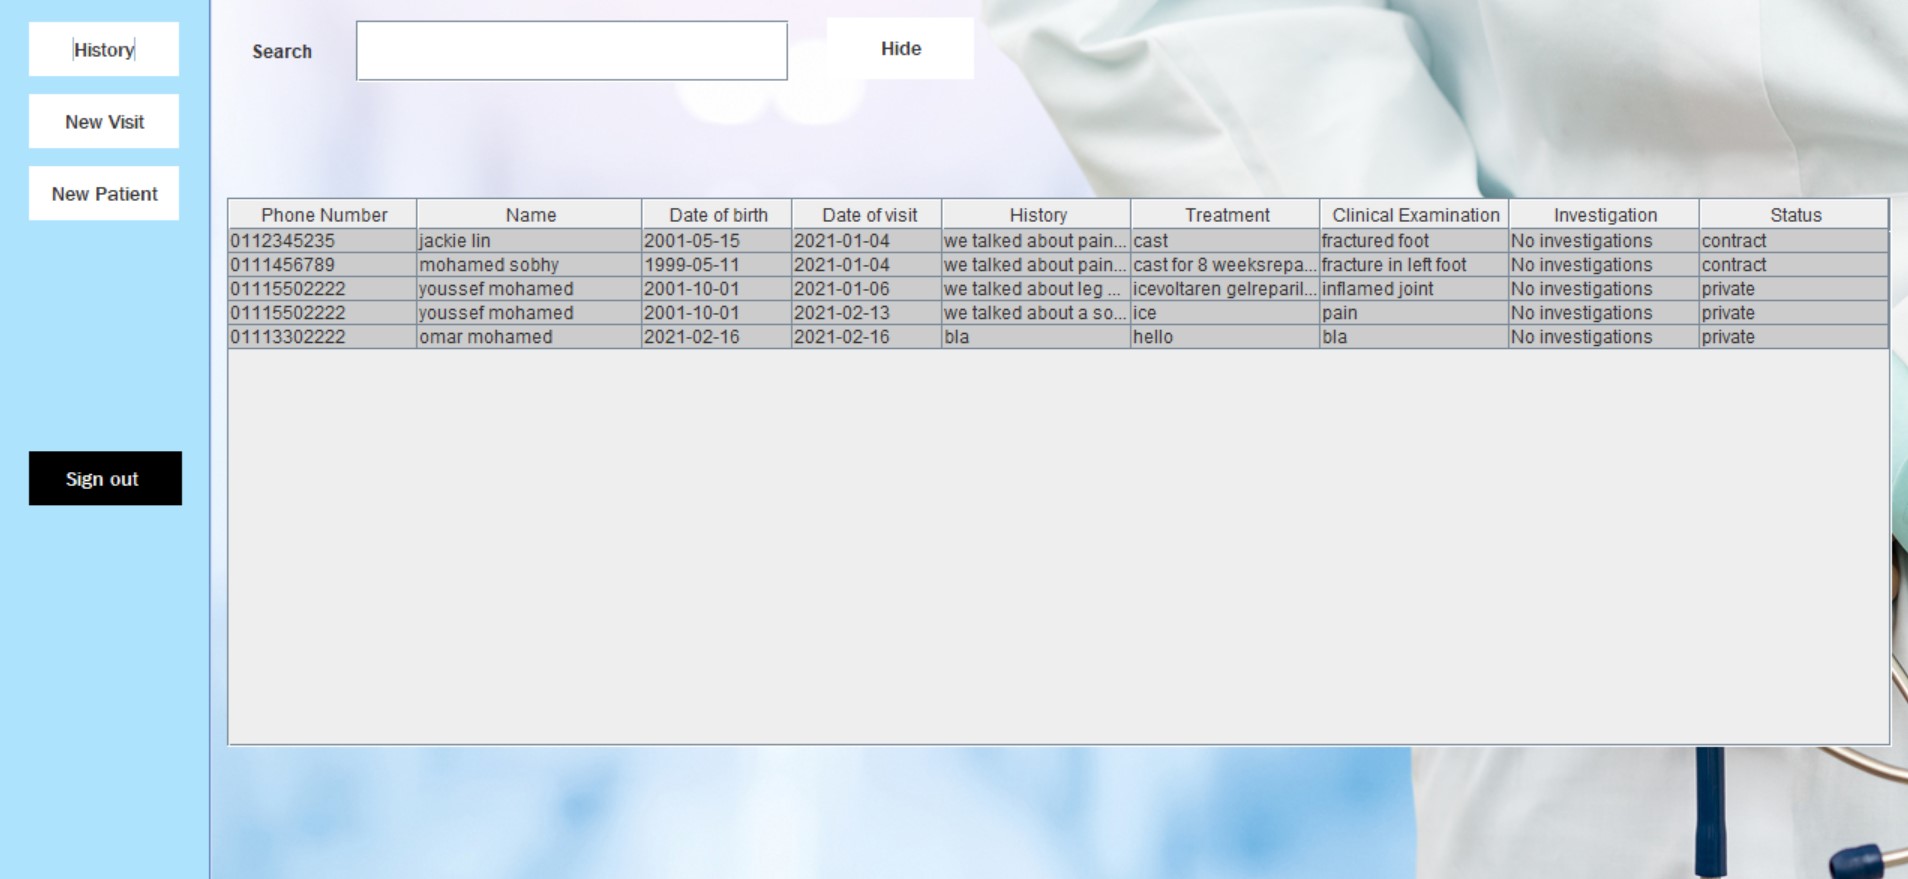 History
New Visit
New Patient
Sign out
Search
Hide
Phone Number Name Date of birth Date of visit History Treatment Clinical Examination Investigation Status
0112345235 jackie lin 2001-05-15 2021-01-04 we talked about pain... cast fractured foot No investigations contract
0111456789 mohamed sobhy 1999-05-11 2021-01-04 we talked about pain... cast for 8 weeksrepa... fracture in left foot No investigations contract
01115502222 youssef mohamed 2001-10-01 2021-01-06 we talked about leg ... icevoltaren gelreparil... inflamed joint No investigations private
01115502222 youssef mohamed 2001-10-01 2021-02-13 we talked about a so... ice pain No investigations private
01113302222 omar mohamed 2021-02-16 2021-02-16 bla hello bla No investigations private